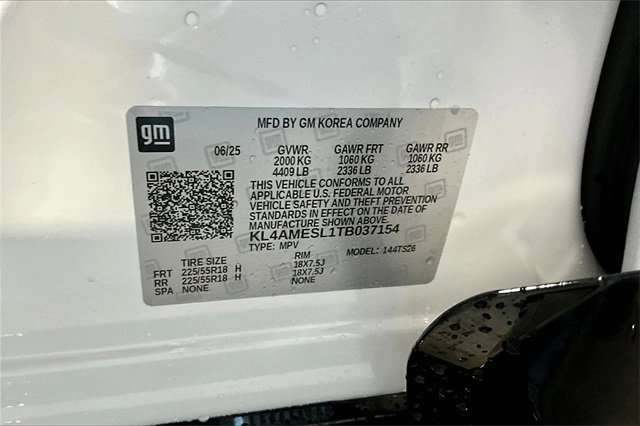 gm
MFD BY GM KOREA COMPANY
06/25 GVWR GAWR FRT GAWR RR
2000 KG 1060 KG 1060 KG
4409 LB 2336 LB 2336 LB
THIS VEHICLE CONFORMS TO ALL
APPLICABLE U.S. FEDERAL MOTOR
VEHICLE SAFETY AND THEFT PREVENTION
STANDARDS IN EFFECT ON THE DATE OF
MANUFACTURE SHOWN ABOVE.
KL4AMESL1TB037154
TYPE: MPV MODEL: 144TS26
TIRE SIZE RIM
FRT 225/55R18 H 18X7.5J
RR 225/55R18 H 18X7.5J
SPA NONE NONE